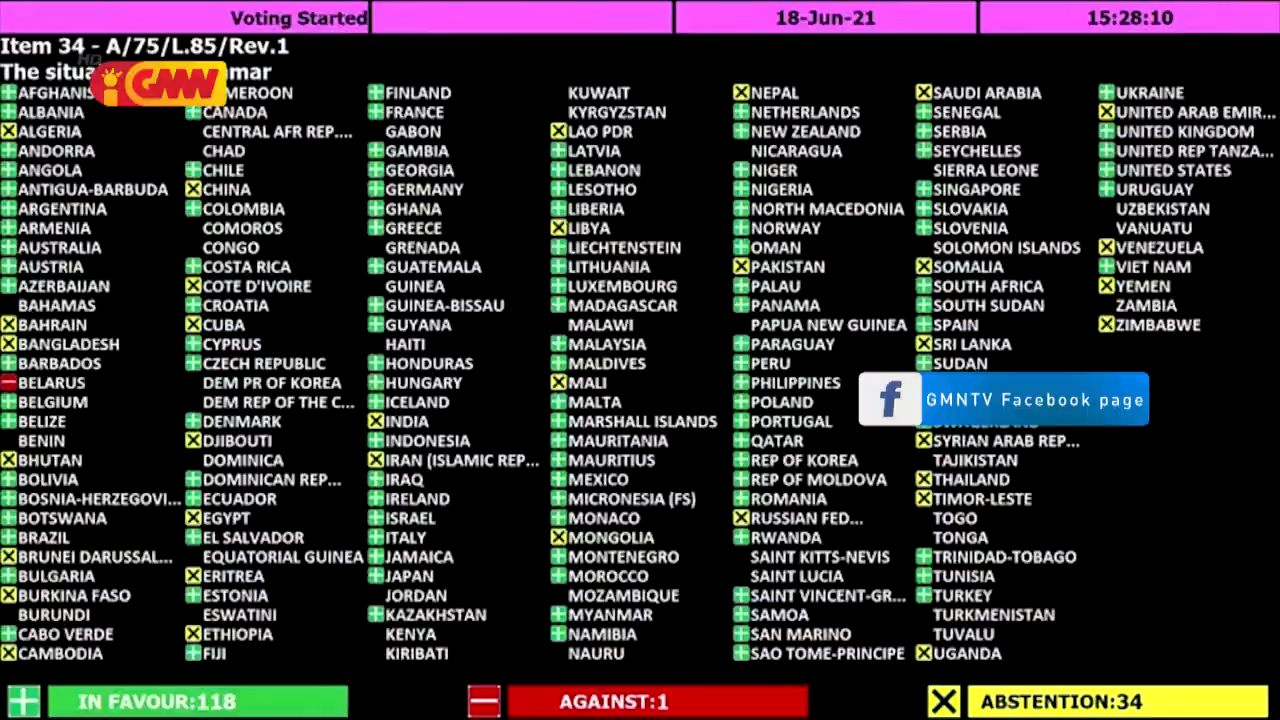 Voting Started 18-Jun-21 15:28:10
Item 34 - A/75/L.85/Rev.1
HD
GMN
AFGHANIS
ALBANIA
ALGERIA
ANDORRA
ANGOLA
ANTIGUA-BARBUDA
ARGENTINA
ARMENIA
AUSTRALIA
AUSTRIA
AZERBAIJAN
BAHAMAS
BAHRAIN
BANGLADESH
BARBADOS
BELARUS
BELGIUM
BELIZE
BENIN
BHUTAN
BOLIVIA
BOSNIA-HERZEGOVI...
BOTSWANA
BRAZIL
BRUNEI DARUSSAL...
BULGARIA
BURKINA FASO
BURUNDI
CABO VERDE
CAMBODIA
MEROON
CANADA
CENTRAL AFR REP....
CHAD
CHILE
CHINA
COLOMBIA
COMOROS
CONGO
COSTA RICA
COTE D'IVOIRE
CROATIA
CUBA
CYPRUS
CZECH REPUBLIC
DEM PR OF KOREA
DEM REP OF THE C...
DENMARK
DJIBOUTI
DOMINICA
DOMINICAN REP...
ECUADOR
EGYPT
EL SALVADOR
EQUATORIAL GUINEA
ERITREA
ESTONIA
ESWATINI
ETHIOPIA
FIJI
FINLAND
FRANCE
GABON
GAMBIA
GEORGIA
GERMANY
GHANA
GREECE
GRENADA
GUATEMALA
GUINEA
GUINEA-BISSAU
GUYANA
HAITI
HONDURAS
HUNGARY
ICELAND
INDIA
INDONESIA
IRAN (ISLAMIC REP...
IRAQ
IRELAND
ISRAEL
ITALY
JAMAICA
JAPAN
JORDAN
KAZAKHSTAN
KENYA
KIRIBATI
KUWAIT
KYRGYZSTAN
LAO PDR
LATVIA
LEBANON
LESOTHO
LIBERIA
LIBYA
LIECHTENSTEIN
LITHUANIA
LUXEMBOURG
MADAGASCAR
MALAWI
MALAYSIA
MALDIVES
MALI
MALTA
MARSHALL ISLANDS
MAURITANIA
MAURITIUS
MEXICO
MICRONESIA (FS)
MONACO
MONGOLIA
MONTENEGRO
MOROCCO
MOZAMBIQUE
MYANMAR
NAMIBIA
NAURU
NEPAL
NETHERLANDS
NEW ZEALAND
NICARAGUA
NIGER
NIGERIA
NORTH MACEDONIA
NORWAY
OMAN
PAKISTAN
PALAU
PANAMA
PAPUA NEW GUINEA
PARAGUAY
PERU
PHILIPPINES
POLAND
PORTUGAL
QATAR
REP OF KOREA
REP OF MOLDOVA
ROMANIA
RUSSIAN FED...
RWANDA
SAINT KITTS-NEVIS
SAINT LUCIA
SAINT VINCENT-GR...
SAMOA
SAN MARINO
SAO TOME-PRINCIPE
SAUDI ARABIA
SENEGAL
SERBIA
SEYCHELLES
SIERRA LEONE
SINGAPORE
SLOVAKIA
SLOVENIA
SOLOMON ISLANDS
SOMALIA
SOUTH AFRICA
SOUTH SUDAN
SPAIN
SRI LANKA
SUDAN
GMNTV Facebook page
SYRIAN ARAB REP...
TAJIKISTAN
THAILAND
TIMOR-LESTE
TOGO
TONGA
TRINIDAD-TOBAGO
TUNISIA
TURKEY
TURKMENISTAN
TUVALU
UGANDA
UKRAINE
UNITED ARAB EMIR...
UNITED KINGDOM
UNITED REP TANZA...
UNITED STATES
URUGUAY
UZBEKISTAN
VANUATU
VENEZUELA
VIET NAM
YEMEN
ZAMBIA
ZIMBABWE
IN FAVOUR:118 AGAINST:1 ABSTENTION:34